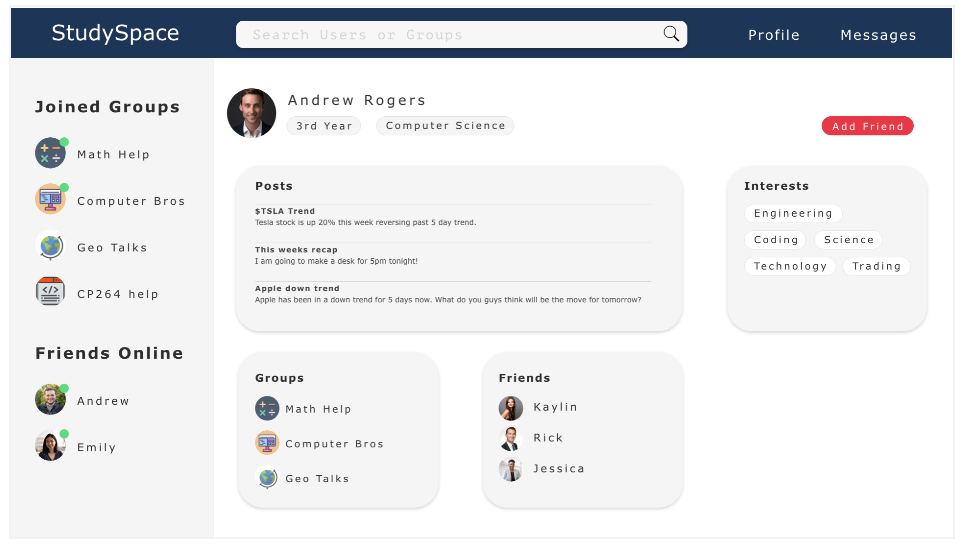 StudySpace
Search Users or Groups
Profile
Messages
Joined Groups
Math Help
Computer Bros
Geo Talks
CP264 help
Friends Online
Andrew
Emily
Andrew Rogers
3rd Year
Computer Science
Add Friend
Posts
$TSLA Trend
Tesla stock is up 20% this week reversing past 5 day trend.
This weeks recap
I am going to make a desk for 5pm tonight!
Apple down trend
Apple has been in a down trend for 5 days now. What do you guys think will be the move for tomorrow?
Interests
Engineering
Coding Science
Technology Trading
Groups
Math Help
Computer Bros
Geo Talks
Friends
Kaylin
Rick
Jessica